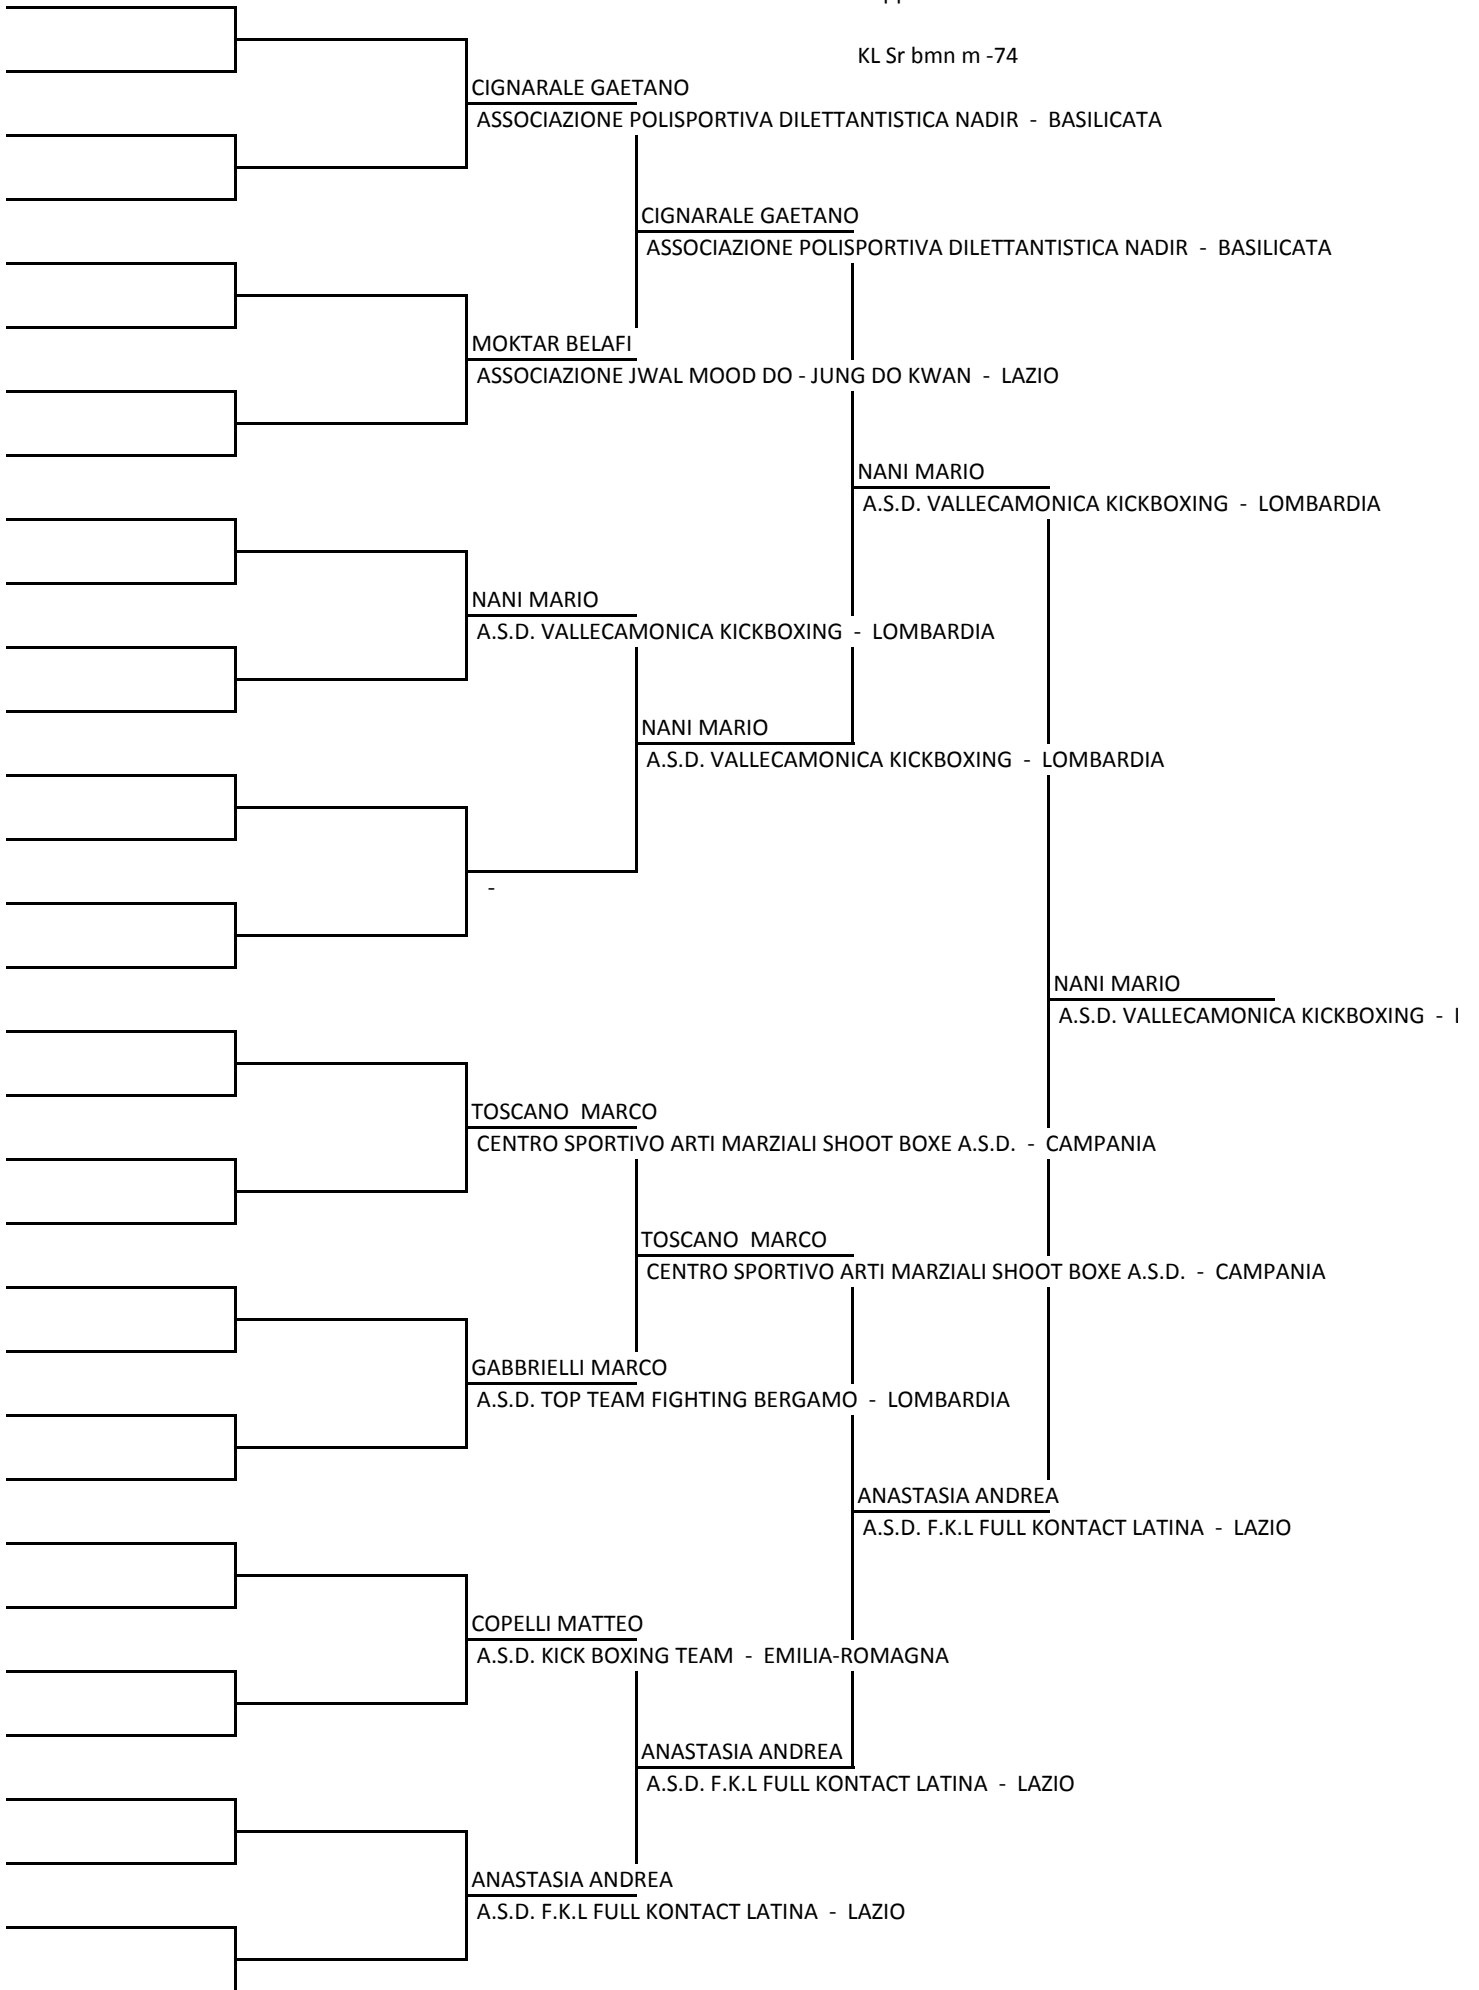 KL Sr bmn m -74
CIGNARALE GAETANO
ASSOCIAZIONE POLISPORTIVA DILETTANTISTICA NADIR - BASILICATA
CIGNARALE GAETANO
ASSOCIAZIONE POLISPORTIVA DILETTANTISTICA NADIR - BASILICATA
MOKTAR BELAFI
ASSOCIAZIONE JWAL MOOD DO - JUNG DO KWAN - LAZIO
NANI MARIO
A.S.D. VALLECAMONICA KICKBOXING - LOMBARDIA
NANI MARIO
A.S.D. VALLECAMONICA KICKBOXING - LOMBARDIA
NANI MARIO
A.S.D. VALLECAMONICA KICKBOXING - LOMBARDIA
-
NANI MARIO
A.S.D. VALLECAMONICA KICKBOXING -
TOSCANO MARCO
CENTRO SPORTIVO ARTI MARZIALI SHOOT BOXE A.S.D. - CAMPANIA
TOSCANO MARCO
CENTRO SPORTIVO ARTI MARZIALI SHOOT BOXE A.S.D. - CAMPANIA
GABBRIELLI MARCO
A.S.D. TOP TEAM FIGHTING BERGAMO - LOMBARDIA
ANASTASIA ANDREA
A.S.D. F.K.L FULL KONTACT LATINA - LAZIO
COPELLI MATTEO
A.S.D. KICK BOXING TEAM - EMILIA-ROMAGNA
ANASTASIA ANDREA
A.S.D. F.K.L FULL KONTACT LATINA - LAZIO
ANASTASIA ANDREA
A.S.D. F.K.L FULL KONTACT LATINA - LAZIO